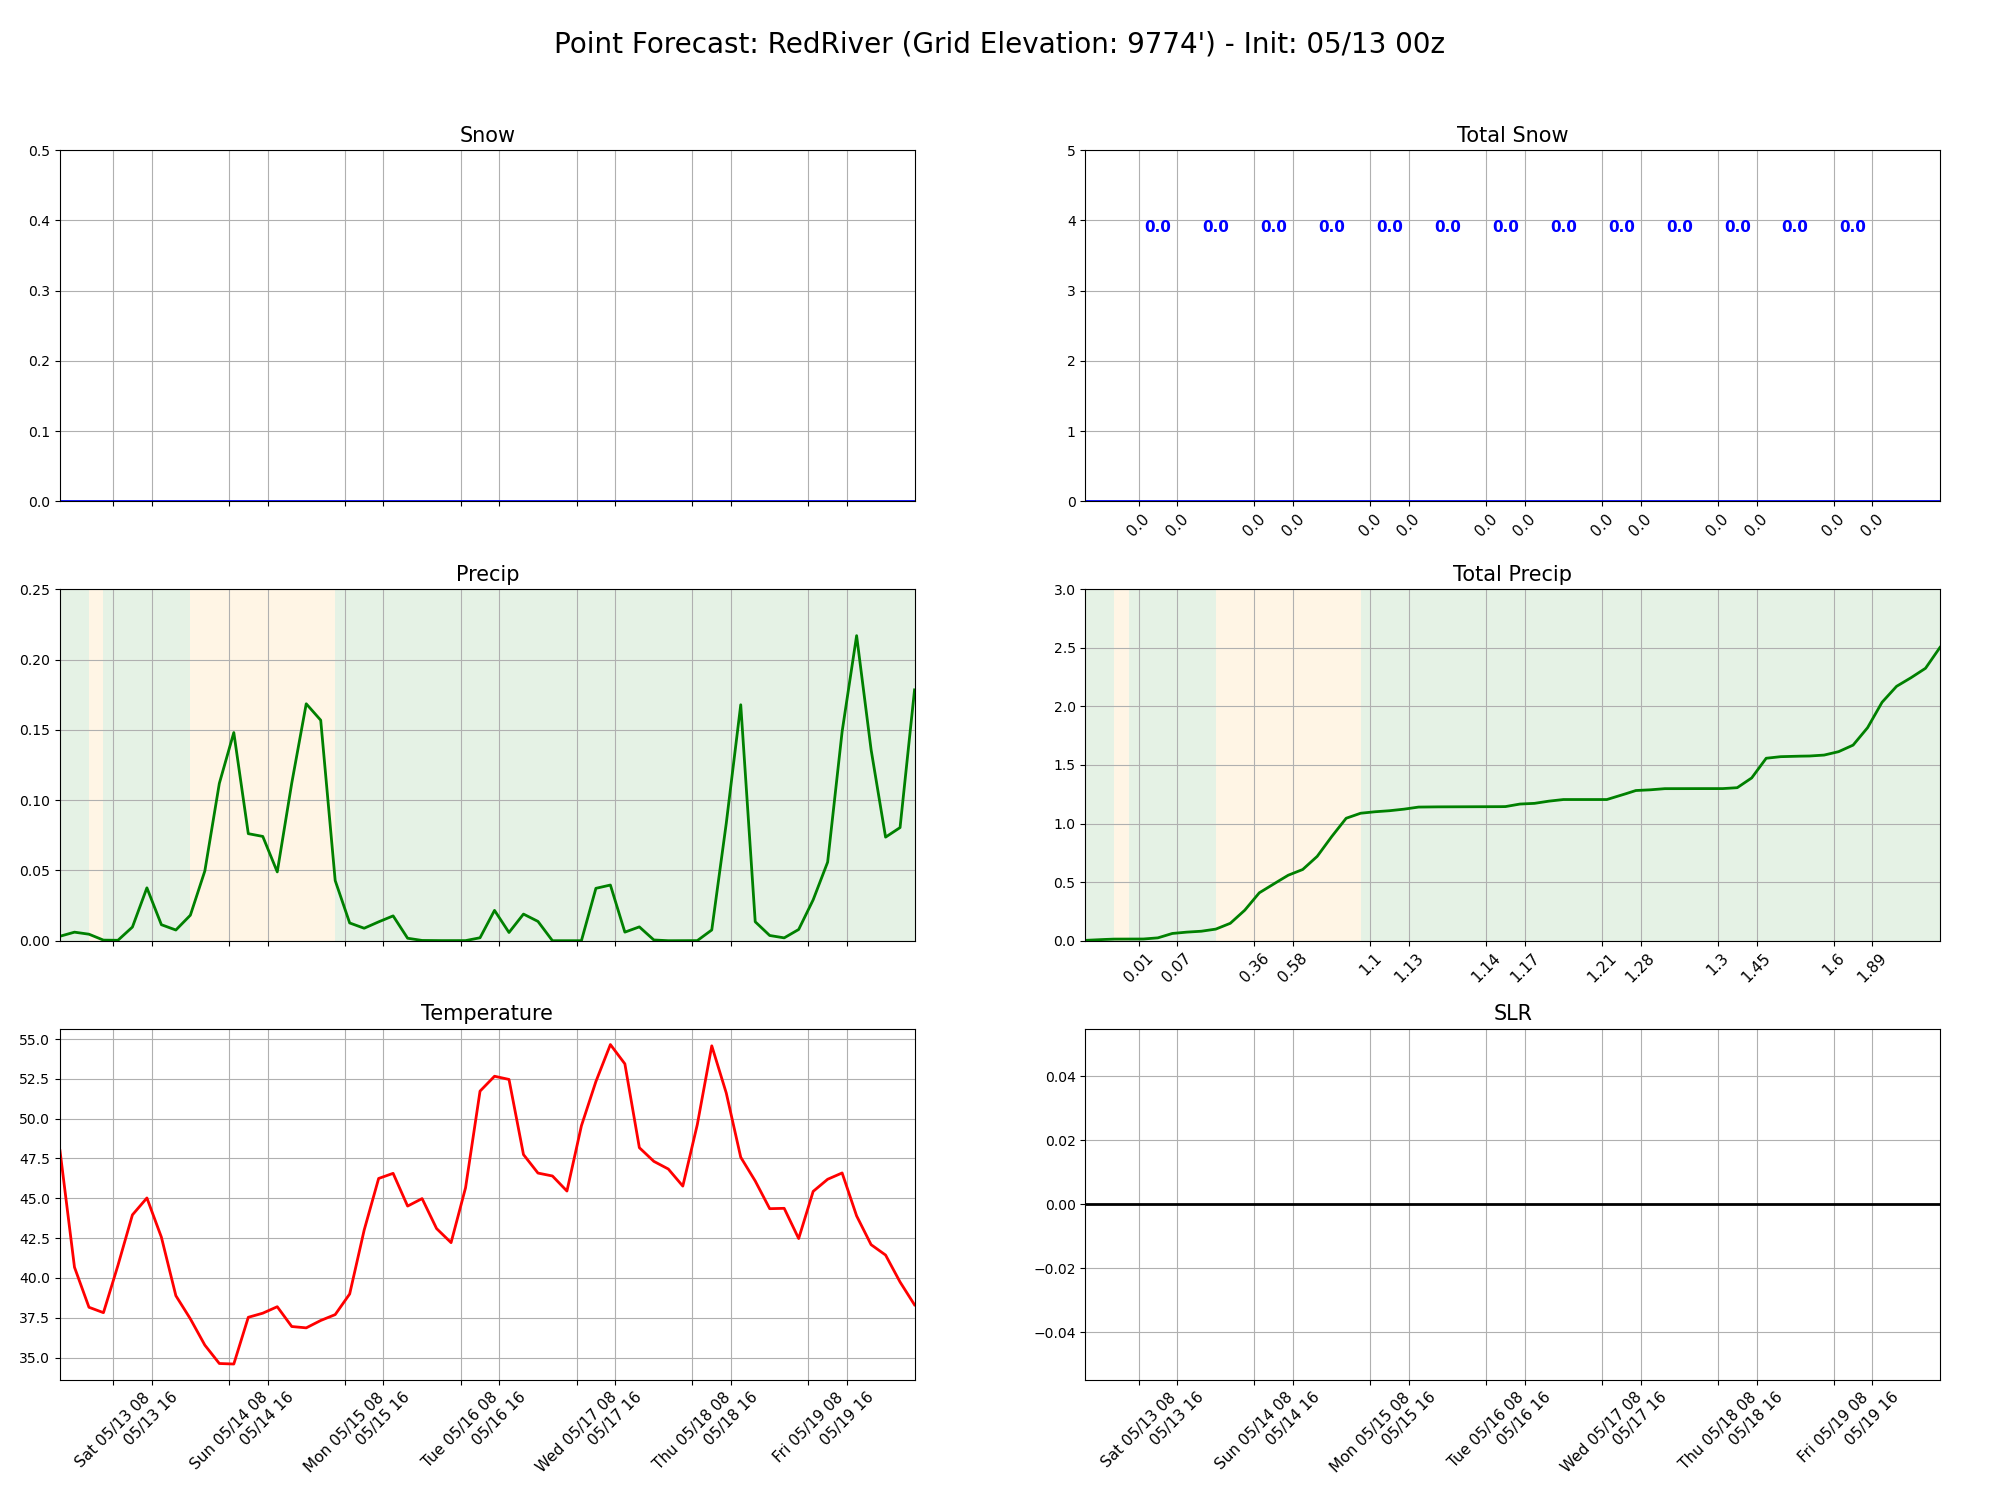 Point Forecast: RedRiver (Grid Elevation: 9774') - Init: 05/13 00z
Snow
0.5
0.4
0.3
0.2
0.1
0.0
Total Snow
5
4
3
2
1
0
0.0 0.0 0.0 0.0 0.0 0.0 0.0 0.0 0.0 0.0 0.0 0.0 0.0
0.0 0.0 0.0 0.0 0.0 0.0 0.0 0.0 0.0 0.0 0.0 0.0 0.0 0.0
Precip
0.25
0.20
0.15
0.10
0.05
0.00
Total Precip
3.0
2.5
2.0
1.5
1.0
0.5
0.0
0.01 0.07 0.36 0.58 1.1 1.13 1.14 1.17 1.21 1.28 1.3 1.45 1.6 1.89
Temperature
55.0
52.5
50.0
47.5
45.0
42.5
40.0
37.5
35.0
Sat 05/13 08
05/13 16
Sun 05/14 08
05/14 16
Mon 05/15 08
05/15 16
Tue 05/16 08
05/16 16
Wed 05/17 08
05/17 16
Thu 05/18 08
05/18 16
Fri 05/19 08
05/19 16
SLR
0.04
0.02
0.00
−0.02
−0.04
Sat 05/13 08
05/13 16
Sun 05/14 08
05/14 16
Mon 05/15 08
05/15 16
Tue 05/16 08
05/16 16
Wed 05/17 08
05/17 16
Thu 05/18 08
05/18 16
Fri 05/19 08
05/19 16